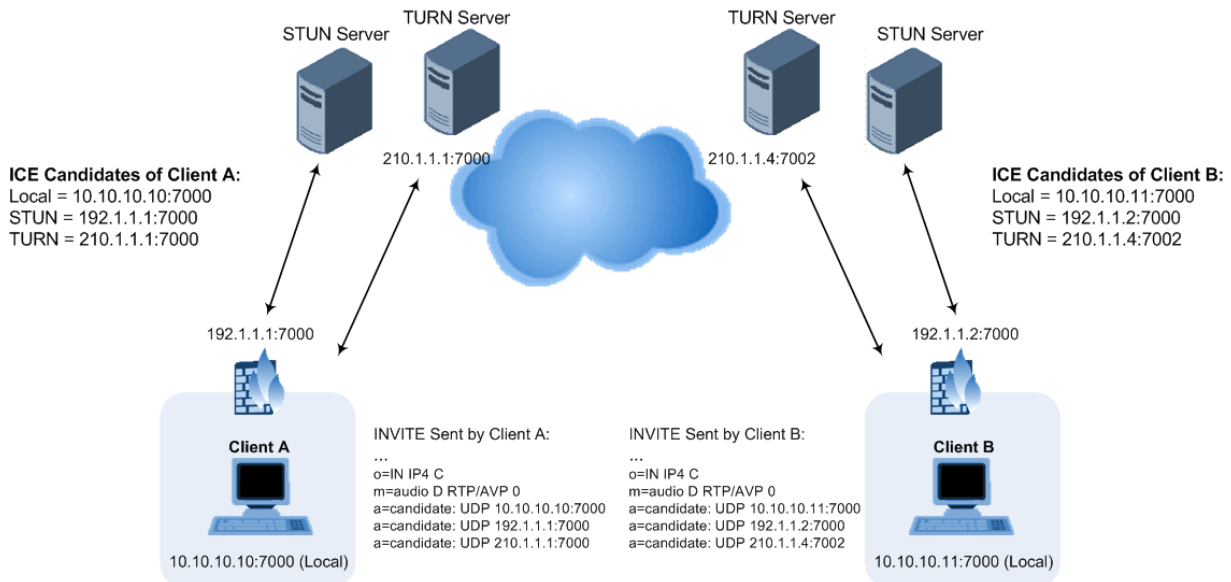 TURN Server
STUN Server
TURN Server
STUN Server
210.1.1.1:7000
210.1.1.4:7002
ICE Candidates of Client A:
Local = 10.10.10.10:7000
STUN = 192.1.1.1:7000
TURN = 210.1.1.1:7000
ICE Candidates of Client B:
Local = 10.10.10.11:7000
STUN = 192.1.1.2:7000
TURN = 210.1.1.4:7002
192.1.1.1:7000
192.1.1.2:7000
Client A
10.10.10.10:7000 (Local)
INVITE Sent by Client A:
...
o=IN IP4 C
m=audio D RTP/AVP 0
a=candidate: UDP 10.10.10.10:7000
a=candidate: UDP 192.1.1.1:7000
a=candidate: UDP 210.1.1.1:7000
INVITE Sent by Client B:
...
o=IN IP4 C
m=audio D RTP/AVP 0
a=candidate: UDP 10.10.10.11:7000
a=candidate: UDP 192.1.1.2:7000
a=candidate: UDP 210.1.1.4:7002
Client B
10.10.10.11:7000 (Local)